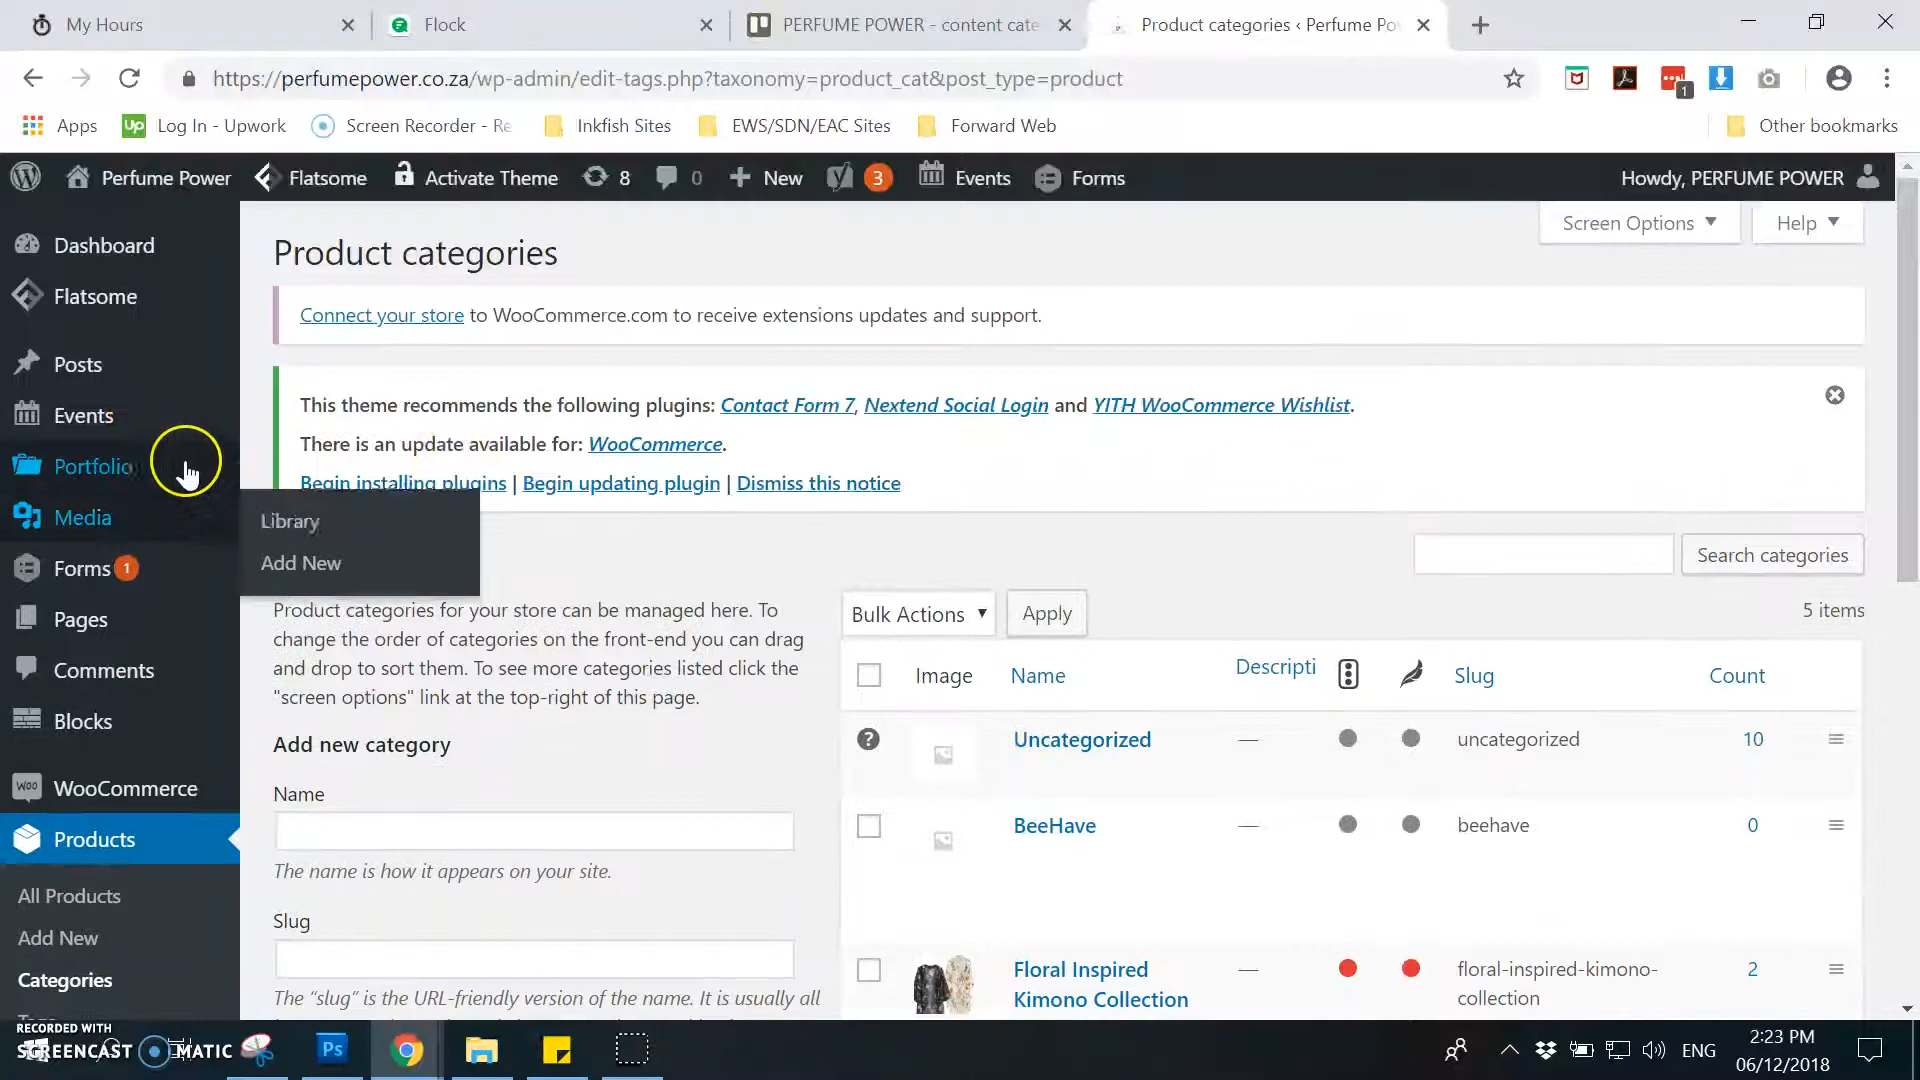 My Hours
Flock
PERFUME POWER - content cate
Product categories ‹ Perfume Po
https://perfumepower.co.za/wp-admin/edit-tags.php?taxonomy=product_cat&post_type=product
1
Apps
Up Log In - Upwork
Screen Recorder - Re
Inkfish Sites
EWS/SDN/EAC Sites
Forward Web
Other bookmarks
Perfume Power
Flatsome
Activate Theme
8
0
New
3
Events
Forms
Howdy, PERFUME POWER
Screen Options
Help
Dashboard
Flatsome
Posts
Events
Portfolio
Media
Library
Add New
Forms 1
Pages
Comments
Blocks
WooCommerce
Products
All Products
Add New
Categories
Product categories
Connect your store to WooCommerce.com to receive extensions updates and support.
This theme recommends the following plugins: Contact Form 7, Nextend Social Login and YITH WooCommerce Wishlist.
There is an update available for: WooCommerce.
Begin installing plugins | Begin updating plugin | Dismiss this notice
Search categories
Product categories for your store can be managed here. To
change the order of categories on the front-end you can drag
and drop to sort them. To see more categories listed click the
"screen options" link at the top-right of this page.
Add new category
Name
The name is how it appears on your site.
Slug
The “slug” is the URL-friendly version of the name. It is usually all
Bulk Actions
Apply
5 items
Image
Name
Descripti
Slug
Count
Uncategorized
—
uncategorized
10
BeeHave
—
beehave
0
Floral Inspired
Kimono Collection
—
floral-inspired-kimono-
collection
2
RECORDED WITH
SCREENCAST MATIC
Ps
ENG
2:23 PM
06/12/2018